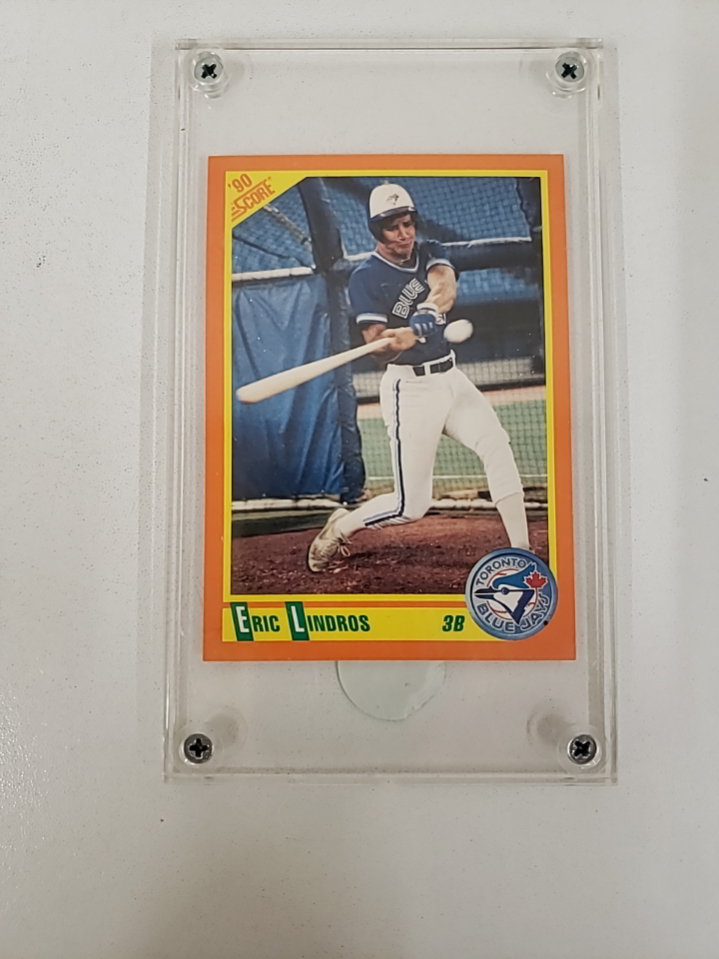 '90
SCORE
BLUE
ERIC LINDROS
3B
TORONTO
BLUE JAYS